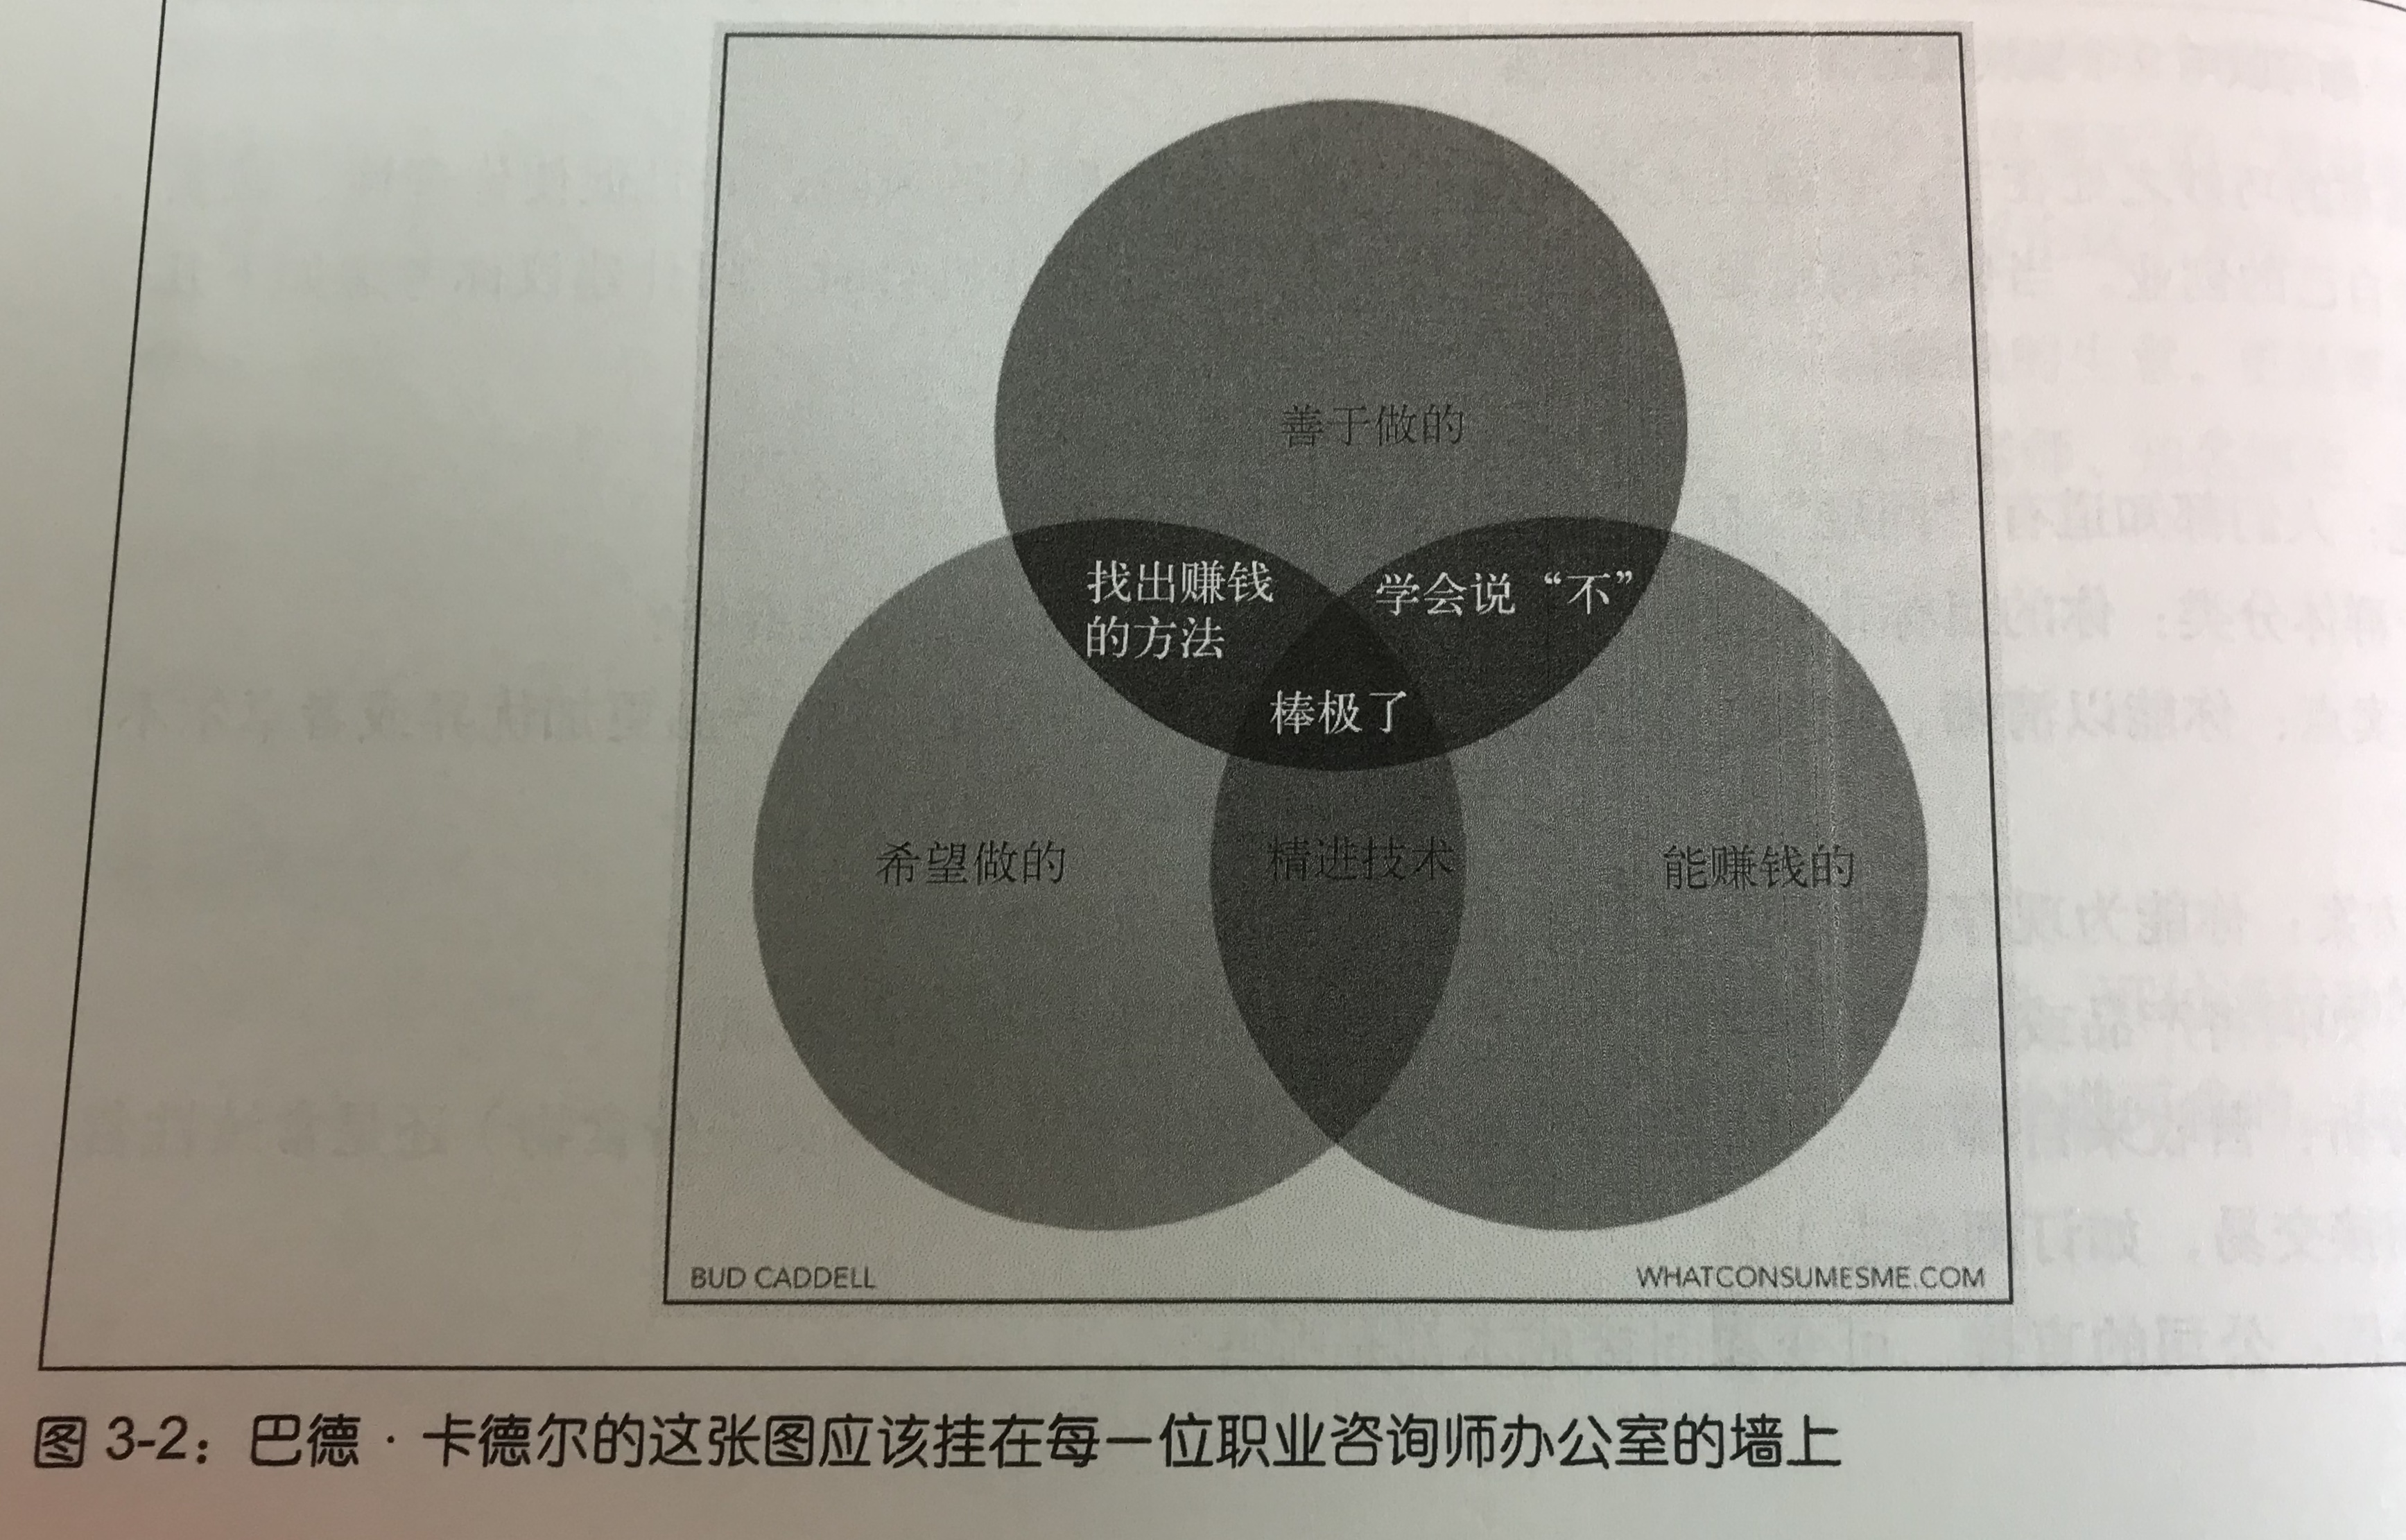 善于做的
找出赚钱
的方法
学会说“不”
棒极了
希望做的
精进技术
能赚钱的
BUD CADDELL
WHATCONSUMESME.COM
图 3-2：巴德·卡德尔的这张图应该挂在每一位职业咨询师办公室的墙上